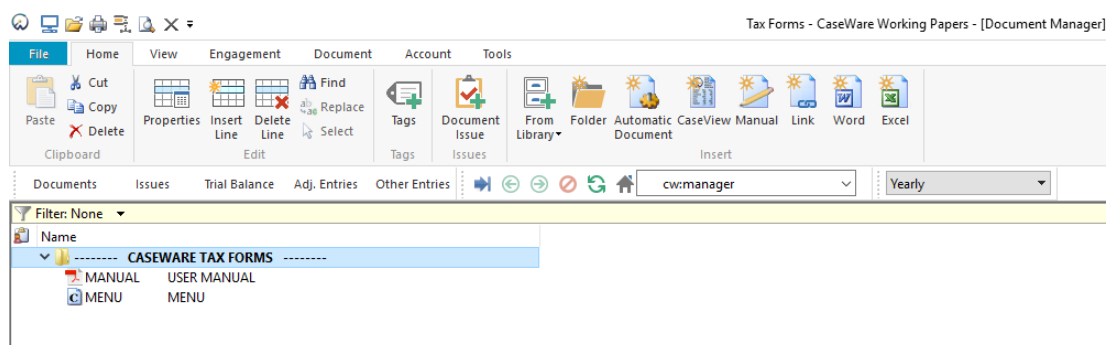 Tax Forms - CaseWare Working Papers - [Document Manager]
File Home View Engagement Document Account Tools
Paste
Cut
Copy
Delete
Clipboard
Properties
Insert Line
Delete Line
Find
Replace
Select
Edit
Tags
Tags
Document Issue
Issues
From Library
Folder
Automatic Document
CaseView
Manual
Link
Word
Excel
Insert
Documents Issues Trial Balance Adj. Entries Other Entries cw:manager Yearly
Filter: None
Name
-------- CASEWARE TAX FORMS --------
MANUAL USER MANUAL
MENU MENU